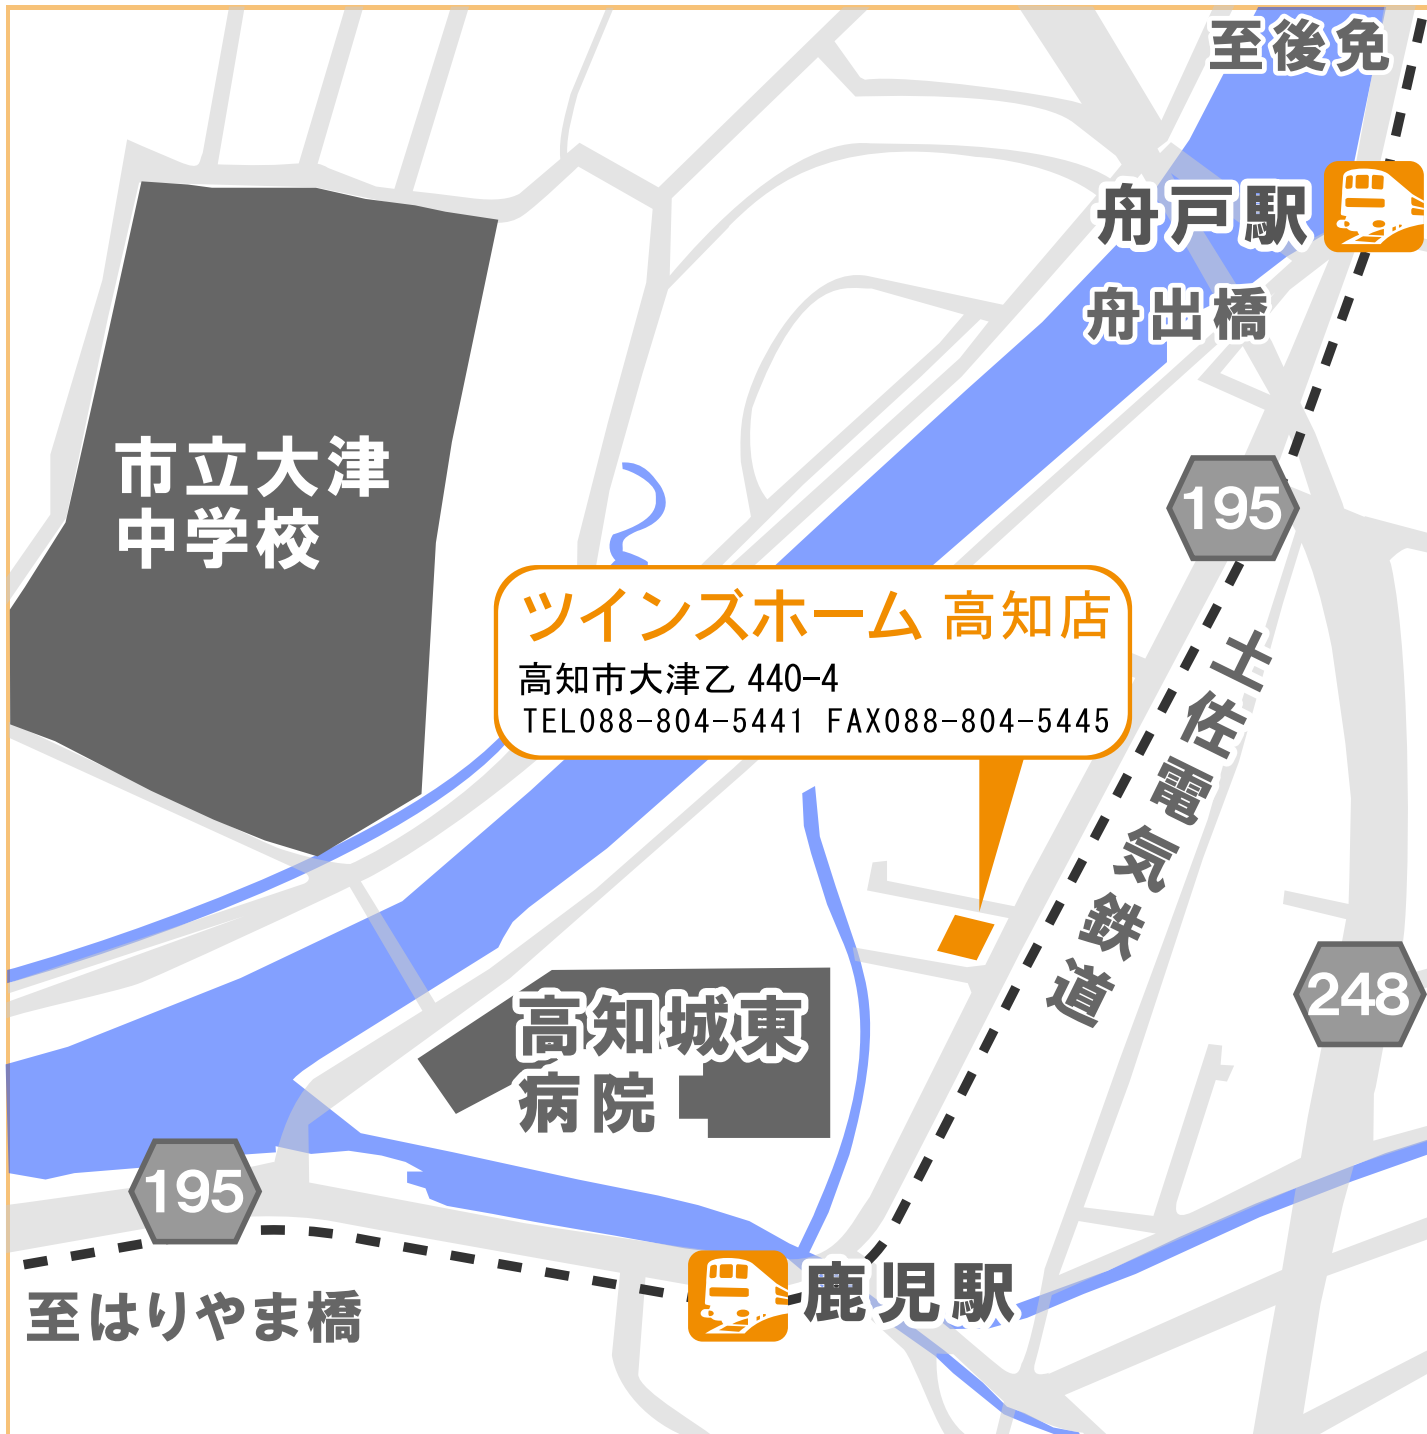 至後免
舟戸駅
舟出橋
市立大津
中学校
195
ツインズホーム 高知店
高知市大津乙 440-4
TEL088-804-5441 FAX088-804-5445
土佐電気鉄道
248
高知城東
病院
195
鹿児駅
至はりやま橋